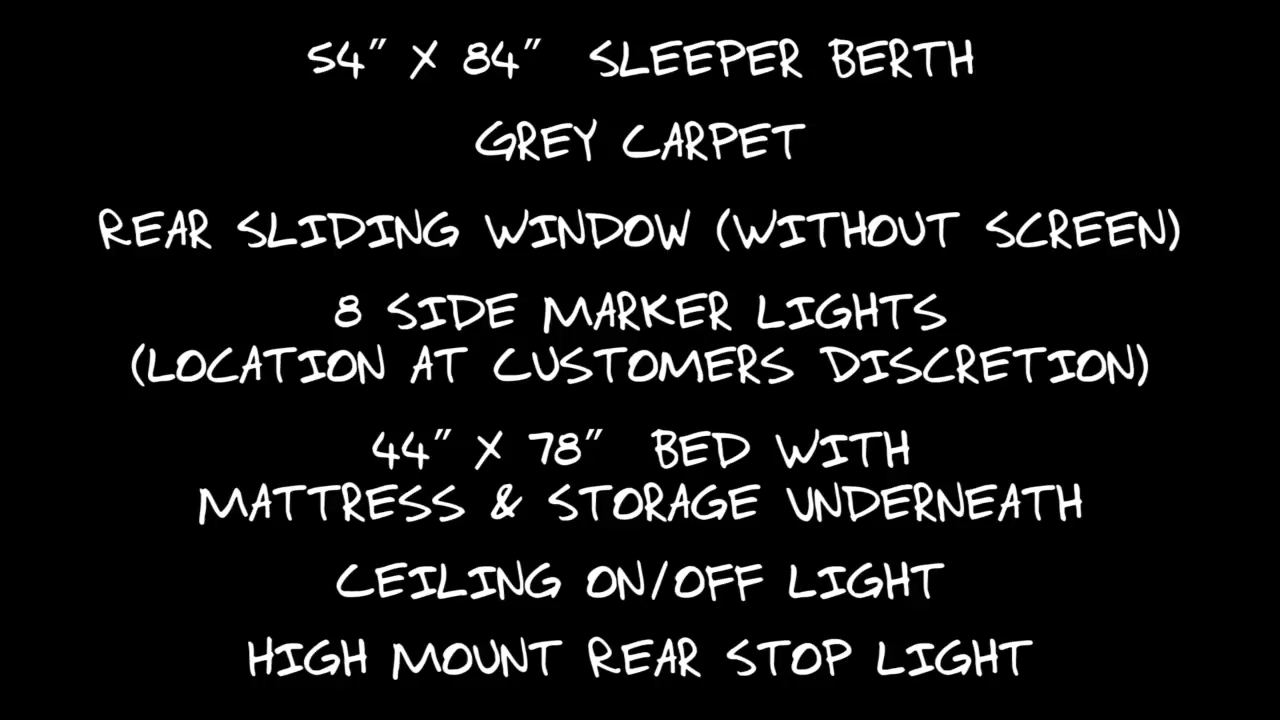 54" X 84" SLEEPER BERTH
GREY CARPET
REAR SLIDING WINDOW (WITHOUT SCREEN)
8 SIDE MARKER LIGHTS
(LOCATION AT CUSTOMERS DISCRETION)
44" X 78" BED WITH
MATTRESS & STORAGE UNDERNEATH
CEILING ON/OFF LIGHT
HIGH MOUNT REAR STOP LIGHT